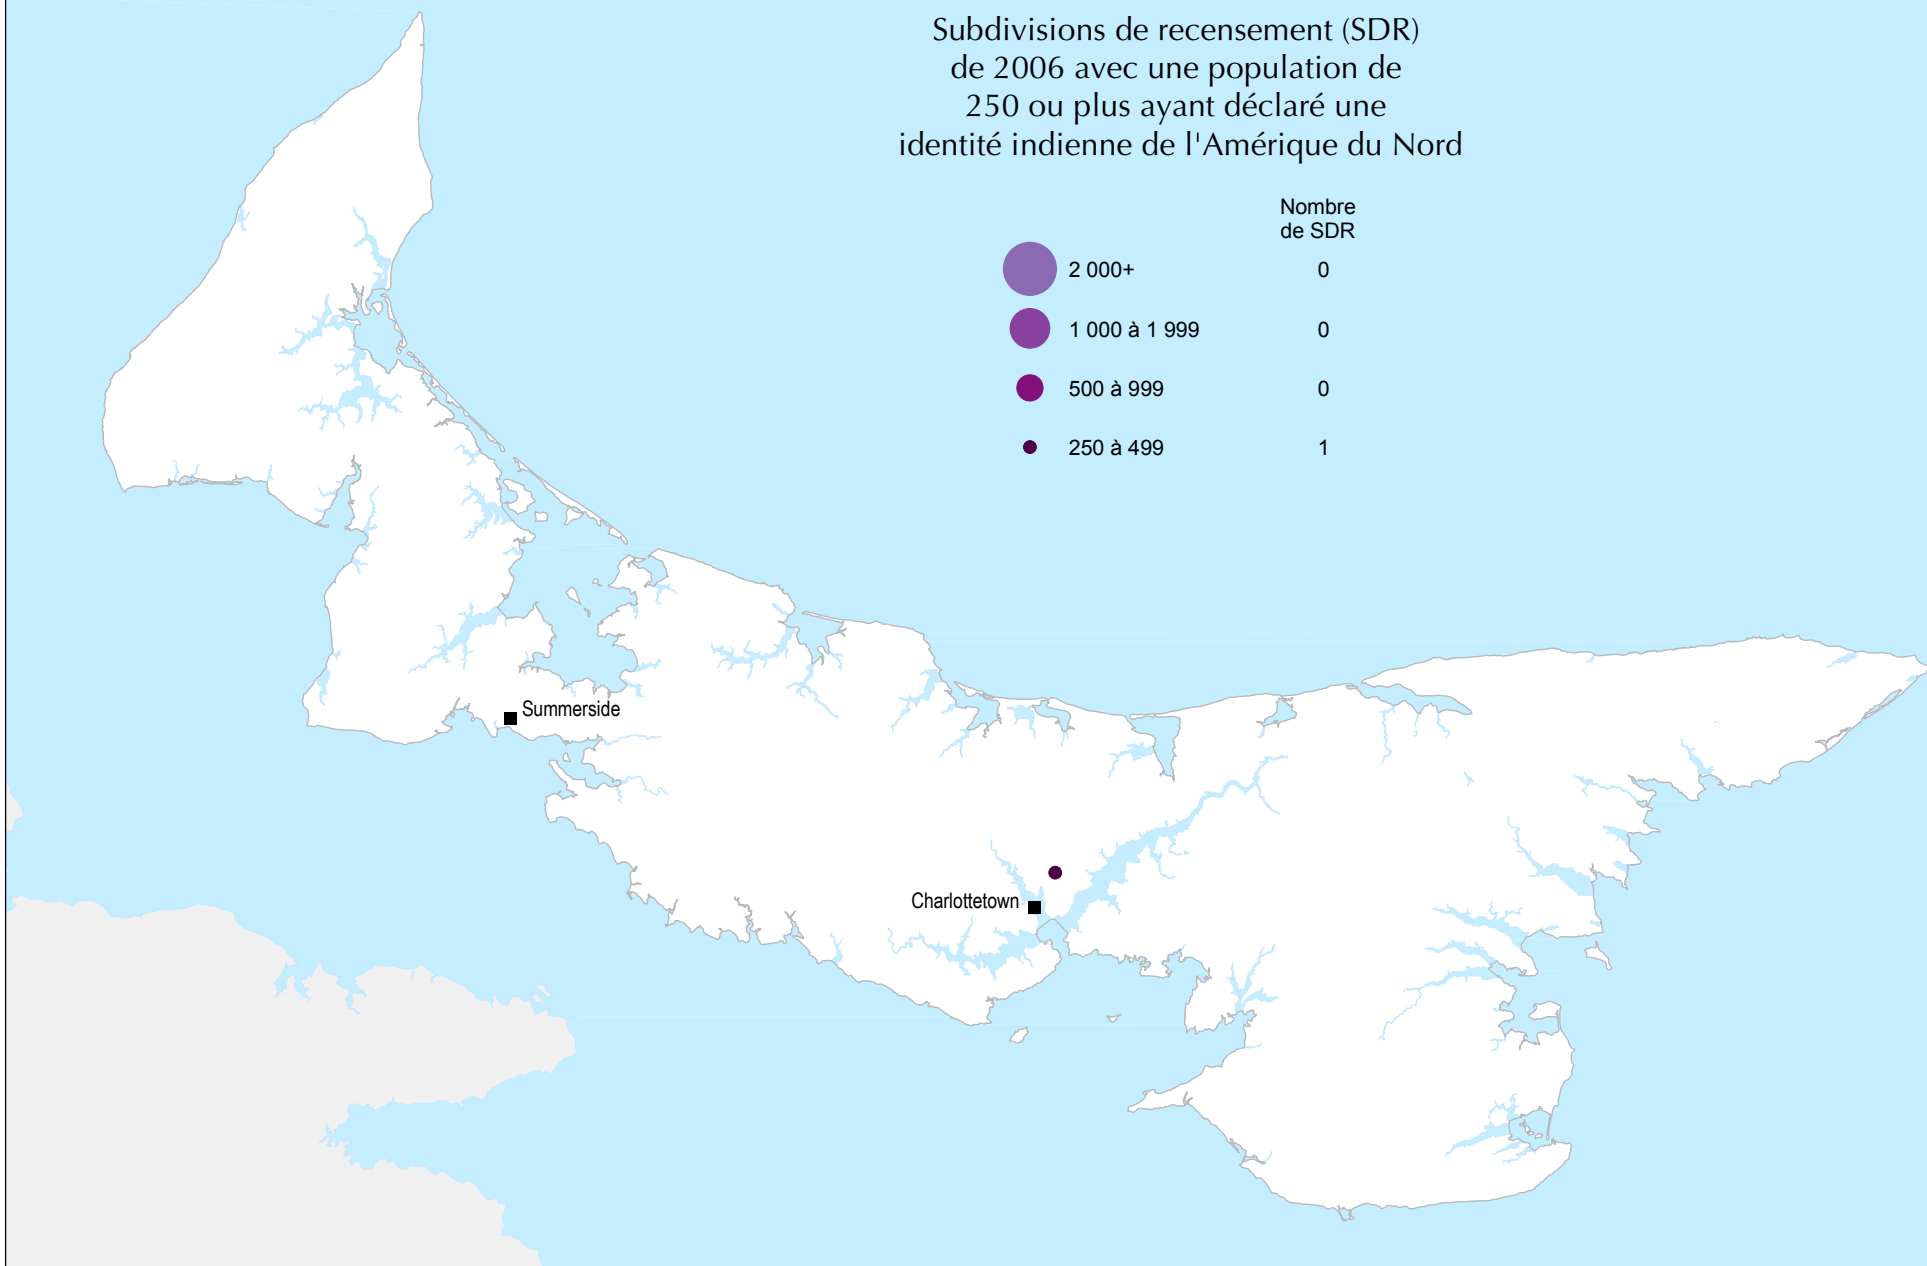 Subdivisions de recensement (SDR)
de 2006 avec une population de
250 ou plus ayant déclaré une
identité indienne de l'Amérique du Nord
Nombre
de SDR
2 000+ 0
1 000 à 1 999 0
500 à 999 0
250 à 499 1
Summerside
Charlottetown